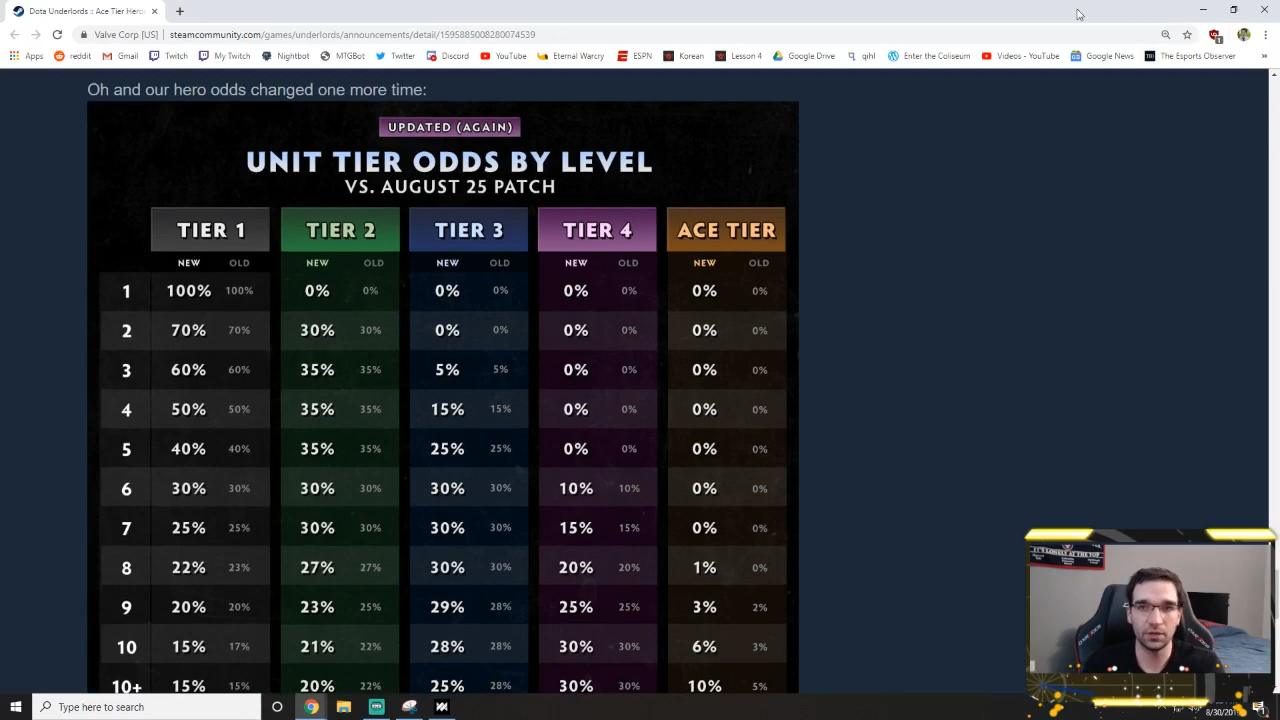 Dota Underlords :: Ace Tier Hero
Valve Corp [US] | steamcommunity.com/games/underlords/announcements/detail/1595885008280074539
Apps reddit Gmail Twitch My Twitch Nightbot MTGBot Twitter Discord YouTube Eternal Warcry ESPN Korean Lesson 4 Google Drive qihl Enter the Coliseum Videos - YouTube Google News The Esports Observer »
Oh and our hero odds changed one more time:
UPDATED (AGAIN)
UNIT TIER ODDS BY LEVEL
VS. AUGUST 25 PATCH
TIER 1 TIER 2 TIER 3 TIER 4 ACE TIER
NEW OLD NEW OLD NEW OLD NEW OLD NEW OLD
1 100% 100% 0% 0% 0% 0% 0% 0% 0% 0%
2 70% 70% 30% 30% 0% 0% 0% 0% 0% 0%
3 60% 60% 35% 35% 5% 5% 0% 0% 0% 0%
4 50% 50% 35% 35% 15% 15% 0% 0% 0% 0%
5 40% 40% 35% 35% 25% 25% 0% 0% 0% 0%
6 30% 30% 30% 30% 30% 30% 10% 10% 0% 0%
7 25% 25% 30% 30% 30% 30% 15% 15% 0% 0%
8 22% 23% 27% 27% 30% 30% 20% 20% 1% 0%
9 20% 20% 23% 25% 29% 28% 25% 25% 3% 2%
10 15% 17% 21% 22% 28% 28% 30% 30% 6% 3%
10+ 15% 15% 20% 22% 25% 28% 30% 30% 10% 5%
LONELY AT THE TOP
Type here to search